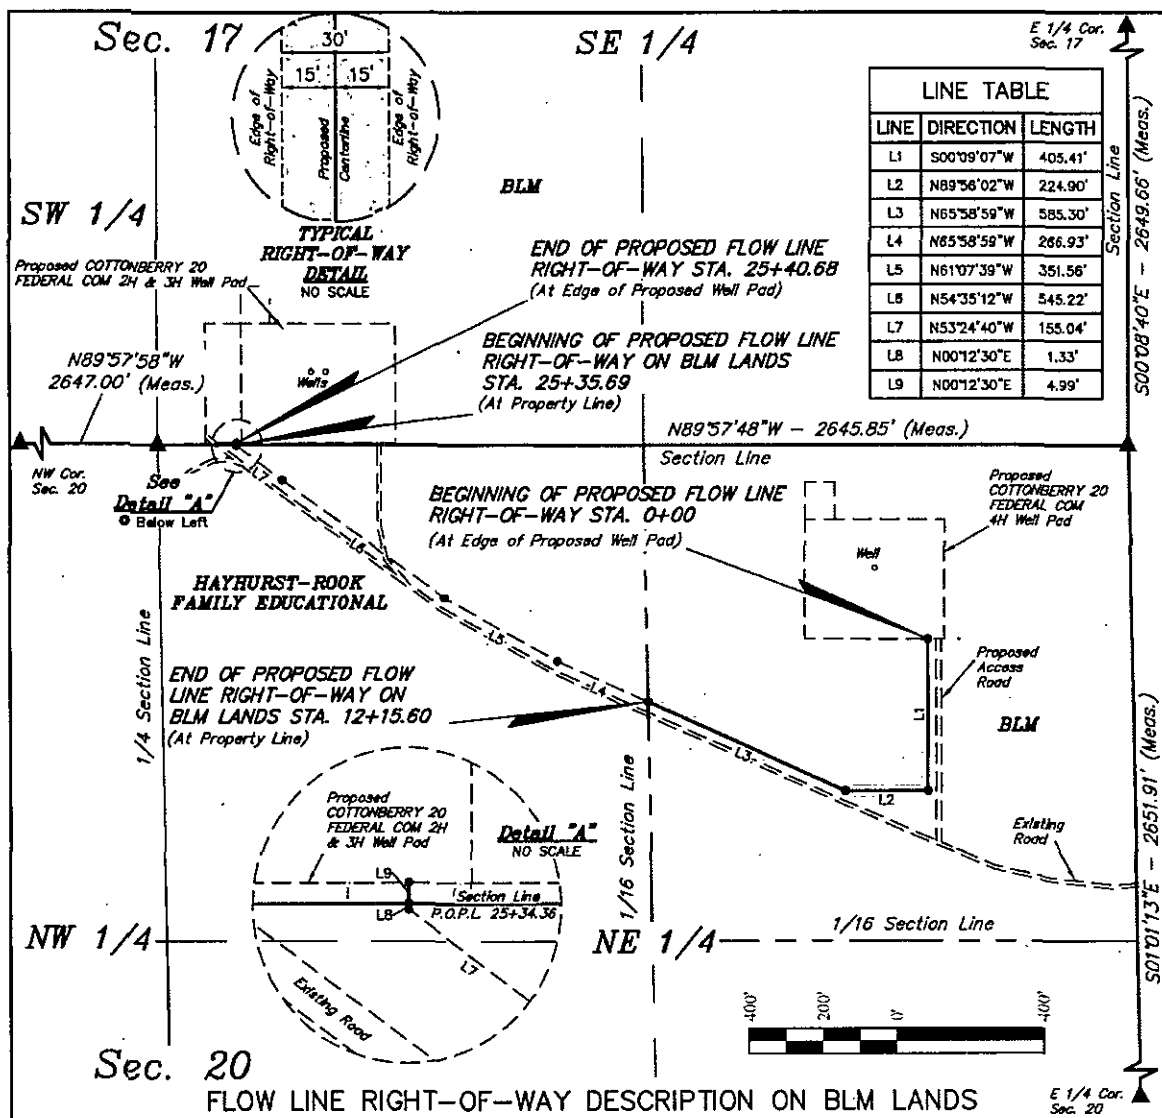 Sec. 17
30'
15' 15'
Edge of
Right-of-Way
Proposed
Centerline
Edge of
Right-of-Way
TYPICAL
RIGHT-OF-WAY
DETAIL
NO SCALE
SE 1/4
E 1/4 Cor.
Sec. 17
LINE TABLE
LINE DIRECTION LENGTH
L1 S00°09'07"W 405.41'
L2 N89°56'02"W 224.90'
L3 N65°58'59"W 585.30'
L4 N65°58'59"W 266.93'
L5 N61°07'39"W 351.56'
L6 N54°35'12"W 545.22'
L7 N53°24'40"W 155.04'
L8 N00°12'30"E 1.33'
L9 N00°12'30"E 4.99'
Section Line
S00°08'40"E - 2649.66' (Meas.)
BLM
SW 1/4
Proposed COTTONBERRY 20
FEDERAL COM 2H & 3H Well Pad
END OF PROPOSED FLOW LINE
RIGHT-OF-WAY STA. 25+40.68
(At Edge of Proposed Well Pad)
BEGINNING OF PROPOSED FLOW LINE
RIGHT-OF-WAY ON BLM LANDS
STA. 25+35.69
(At Property Line)
N89°57'58"W
2647.00' (Meas.)
Wells
N89°57'48"W - 2645.85' (Meas.)
Section Line
NW Cor.
Sec. 20
See
Detail "A"
@ Below Left
L7
BEGINNING OF PROPOSED FLOW LINE
RIGHT-OF-WAY STA. 0+00
(At Edge of Proposed Well Pad)
Proposed
COTTONBERRY 20
FEDERAL COM
4H Well Pad
Well
L6
HAYHURST-ROOK
FAMILY EDUCATIONAL
1/4 Section Line
L5
L4
Proposed
Access
Road
L1
BLM
END OF PROPOSED FLOW
LINE RIGHT-OF-WAY ON
BLM LANDS STA. 12+15.60
(At Property Line)
L3
L2
1/16 Section Line
Existing
Road
S01°01'13"E - 2651.91' (Meas.)
Proposed
COTTONBERRY 20
FEDERAL COM 2H
& 3H Well Pad
Detail "A"
NO SCALE
L9
Section Line
L8
P.O.P.L. 25+34.36
L7
Existing Road
NW 1/4
NE 1/4
1/16 Section Line
400' 200' 0' 400'
Sec. 20
FLOW LINE RIGHT-OF-WAY DESCRIPTION ON BLM LANDS
E 1/4 Cor.
Sec. 20